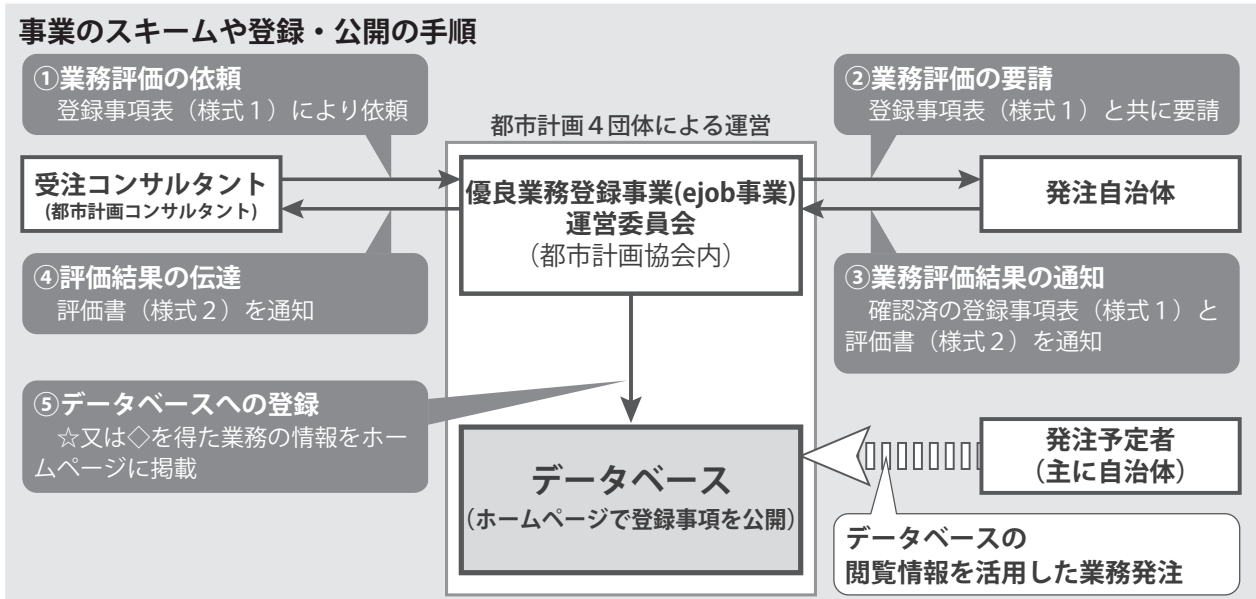 事業のスキームや登録・公開の手順
①業務評価の依頼
登録事項表（様式１）により依頼
②業務評価の要請
登録事項表（様式１）と共に要請
都市計画４団体による運営
受注コンサルタント
(都市計画コンサルタント)
優良業務登録事業(ejob事業)
運営委員会
（都市計画協会内）
発注自治体
④評価結果の伝達
評価書（様式２）を通知
③業務評価結果の通知
確認済の登録事項表（様式１）と
評価書（様式２）を通知
⑤データベースへの登録
☆又は◇を得た業務の情報をホー
ムページに掲載
データベース
（ホームページで登録事項を公開）
発注予定者
（主に自治体）
データベースの
閲覧情報を活用した業務発注